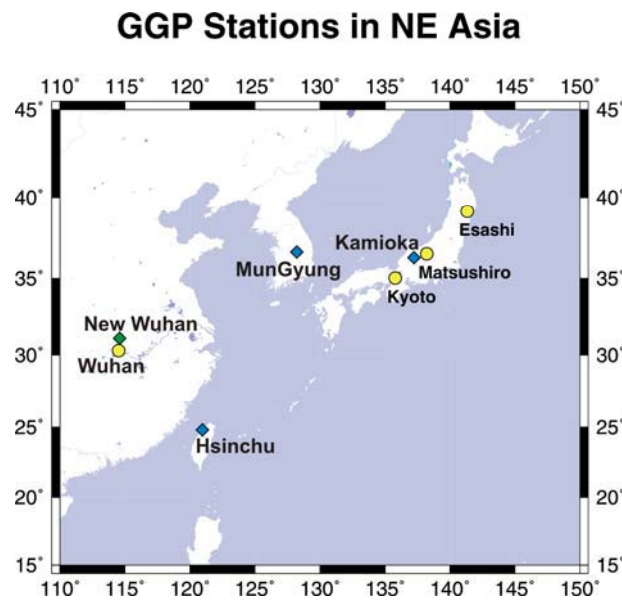 GGP Stations in NE Asia
110° 115° 120° 125° 130° 135° 140° 145° 150°
45° 45°
40° 40°
Esashi
Kamioka
MunGyung
Matsushiro
35° 35°
Kyoto
New Wuhan
30° 30°
Wuhan
25° 25°
Hsinchu
20° 20°
15° 15°
110° 115° 120° 125° 130° 135° 140° 145° 150°